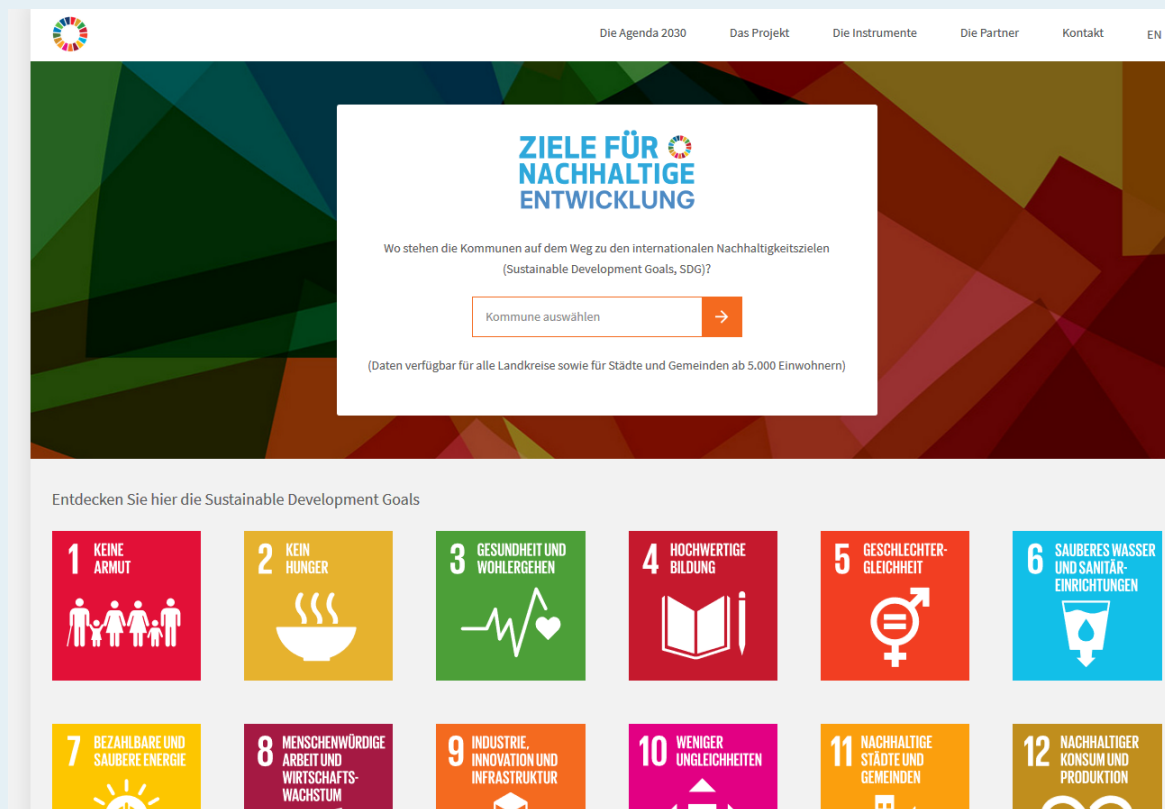 Die Agenda 2030 Das Projekt Die Instrumente Die Partner Kontakt EN
ZIELE FÜR
NACHHALTIGE
ENTWICKLUNG
Wo stehen die Kommunen auf dem Weg zu den internationalen Nachhaltigkeitszielen
(Sustainable Development Goals, SDG)?
Kommune auswählen
(Daten verfügbar für alle Landkreise sowie für Städte und Gemeinden ab 5.000 Einwohnern)
Entdecken Sie hier die Sustainable Development Goals
1 KEINE
ARMUT
2 KEIN
HUNGER
3 GESUNDHEIT UND
WOHLERGEHEN
4 HOCHWERTIGE
BILDUNG
5 GESCHLECHTER-
GLEICHHEIT
6 SAUBERES WASSER
UND SANITÄR-
EINRICHTUNGEN
7 BEZAHLBARE UND
SAUBERE ENERGIE
8 MENSCHENWÜRDIGE
ARBEIT UND
WIRTSCHAFTS-
WACHSTUM
9 INDUSTRIE,
INNOVATION UND
INFRASTRUKTUR
10 WENIGER
UNGLEICHHEITEN
11 NACHHALTIGE
STÄDTE UND
GEMEINDEN
12 NACHHALTIGER
KONSUM UND
PRODUKTION